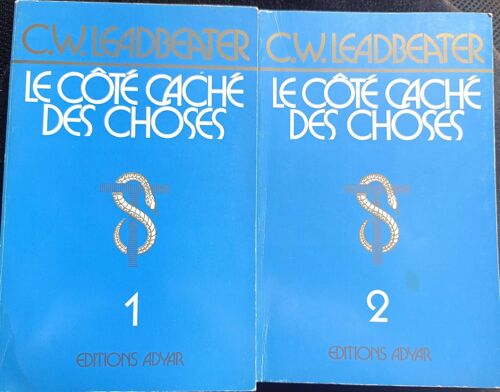 C.W. LEADBEATER
LE CÔTÉ CACHÉ
DES CHOSES
1
EDITIONS ADYAR
C.W. LEADBEATER
LE CÔTÉ CACHÉ
DES CHOSES
2
EDITIONS ADYAR